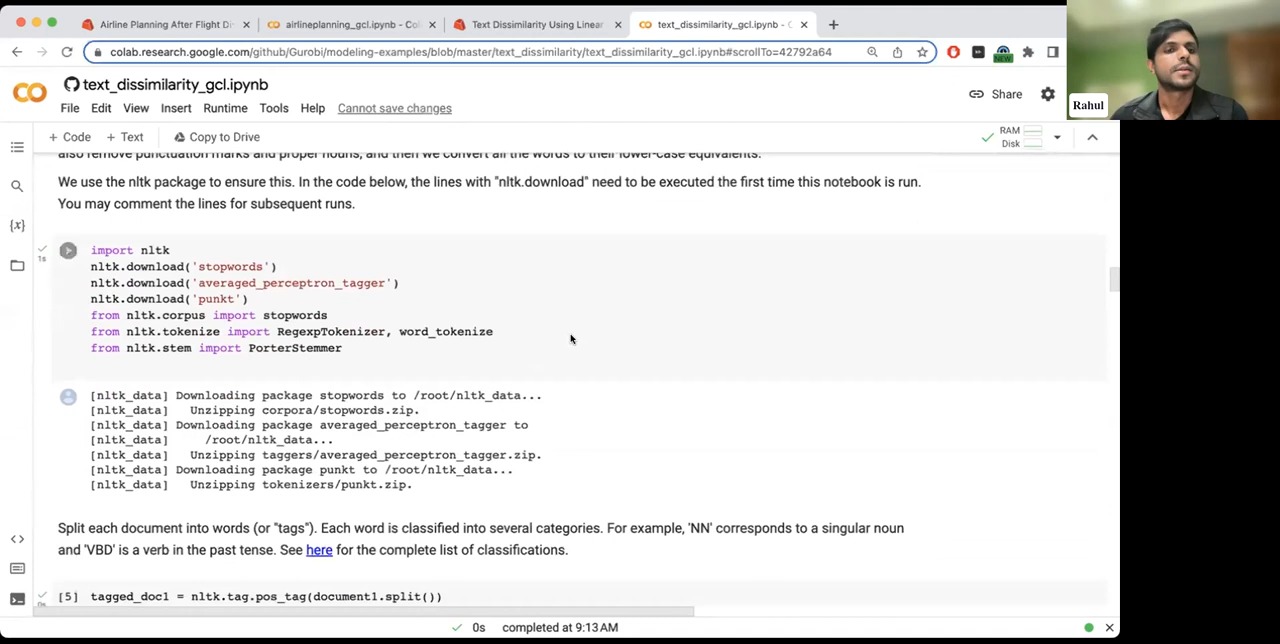 Airline Planning After Flight Di
airlineplanning_gcl.ipynb - Col
Text Dissimilarity Using Linear
text_dissimilarity_gcl.ipynb - C
colab.research.google.com/github/Gurobi/modeling-examples/blob/master/text_dissimilarity/text_dissimilarity_gcl.ipynb#scrollTo=42792a64
NEW
text_dissimilarity_gcl.ipynb
Share
Rahul
File Edit View Insert Runtime Tools Help Cannot save changes
+ Code + Text Copy to Drive
RAM
Disk
also remove punctuation marks and proper nouns, and then we convert all the words to their lower-case equivalents.
We use the nltk package to ensure this. In the code below, the lines with "nltk.download" need to be executed the first time this notebook is run.
You may comment the lines for subsequent runs.
1s
import nltk
nltk.download('stopwords')
nltk.download('averaged_perceptron_tagger')
nltk.download('punkt')
from nltk.corpus import stopwords
from nltk.tokenize import RegexpTokenizer, word_tokenize
from nltk.stem import PorterStemmer
[nltk_data] Downloading package stopwords to /root/nltk_data...
[nltk_data]   Unzipping corpora/stopwords.zip.
[nltk_data] Downloading package averaged_perceptron_tagger to
[nltk_data]     /root/nltk_data...
[nltk_data]   Unzipping taggers/averaged_perceptron_tagger.zip.
[nltk_data] Downloading package punkt to /root/nltk_data...
[nltk_data]   Unzipping tokenizers/punkt.zip.
Split each document into words (or "tags"). Each word is classified into several categories. For example, 'NN' corresponds to a singular noun
and 'VBD' is a verb in the past tense. See here for the complete list of classifications.
[5] tagged_doc1 = nltk.tag.pos_tag(document1.split())
0s
0s completed at 9:13 AM